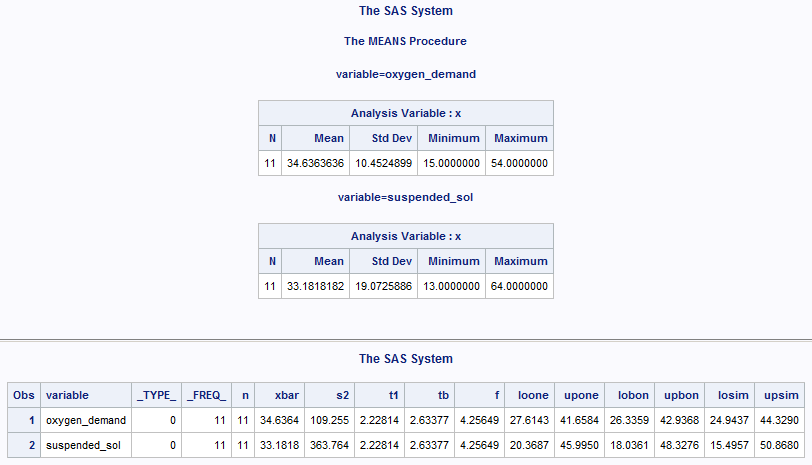 The SAS System
The MEANS Procedure
variable=oxygen_demand
Analysis Variable : x
N Mean Std Dev Minimum Maximum
11 34.6363636 10.4524899 15.0000000 54.0000000
variable=suspended_sol
Analysis Variable : x
N Mean Std Dev Minimum Maximum
11 33.1818182 19.0725886 13.0000000 64.0000000
The SAS System
Obs variable _TYPE_ _FREQ_ n xbar s2 t1 tb f loone upone lobon upbon losim upsim
1 oxygen_demand 0 11 11 34.6364 109.255 2.22814 2.63377 4.25649 27.6143 41.6584 26.3359 42.9368 24.9437 44.3290
2 suspended_sol 0 11 11 33.1818 363.764 2.22814 2.63377 4.25649 20.3687 45.9950 18.0361 48.3276 15.4957 50.8680